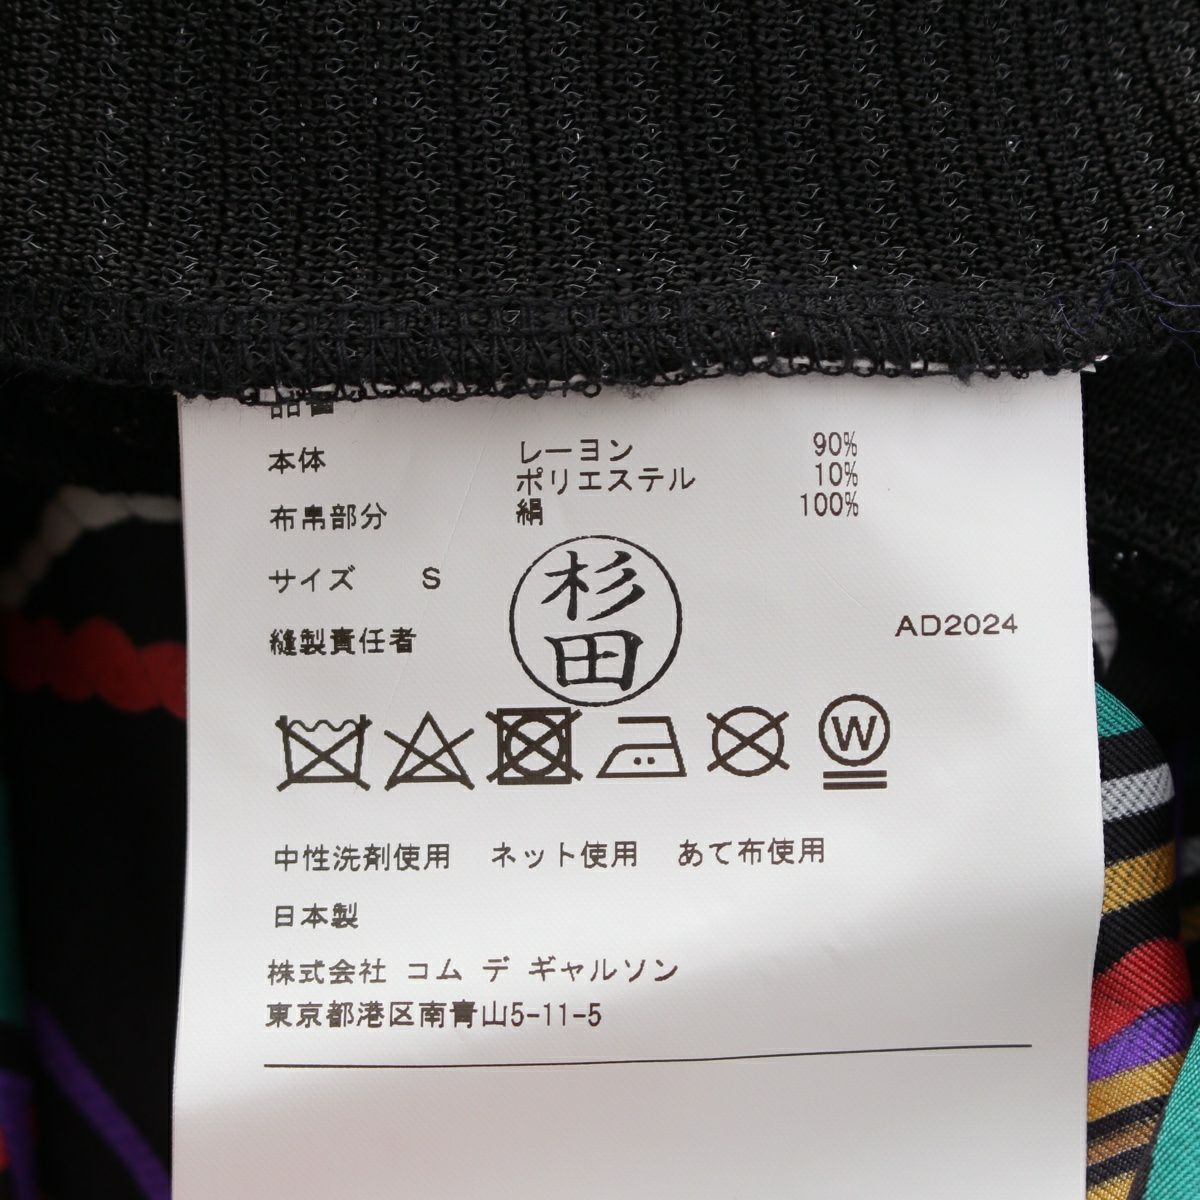 品番
本体 レーヨン 90%
ポリエステル 10%
布帛部分 絹 100%
サイズ S
縫製責任者 杉田
AD2024
W
中性洗剤使用 ネット使用 あて布使用
日本製
株式会社 コム デ ギャルソン
東京都港区南青山5-11-5